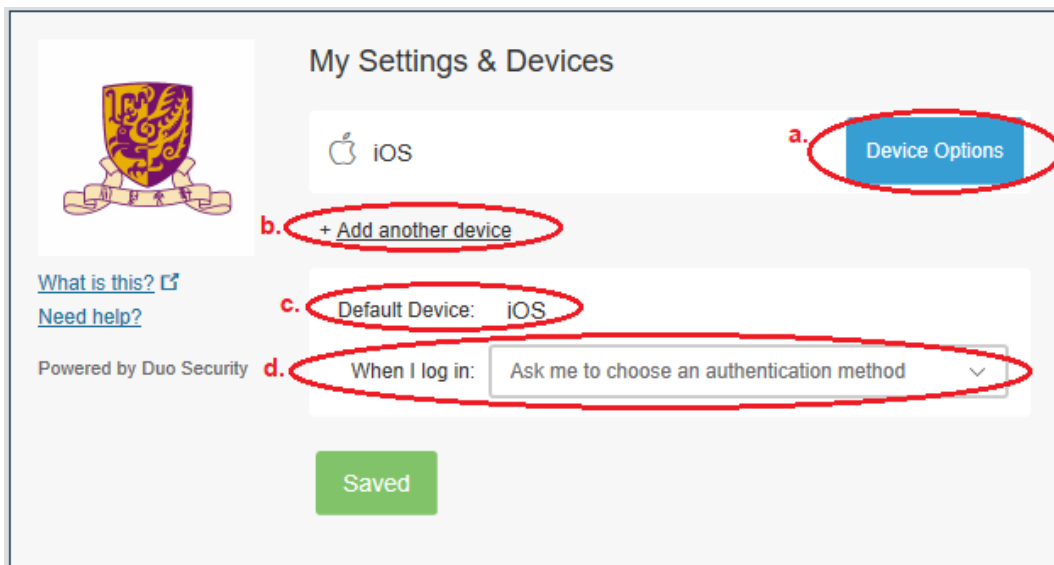 My Settings & Devices
iOS
a.
Device Options
b.
+ Add another device
What is this?
Need help?
Powered by Duo Security
c.
Default Device: iOS
d.
When I log in: Ask me to choose an authentication method
Saved